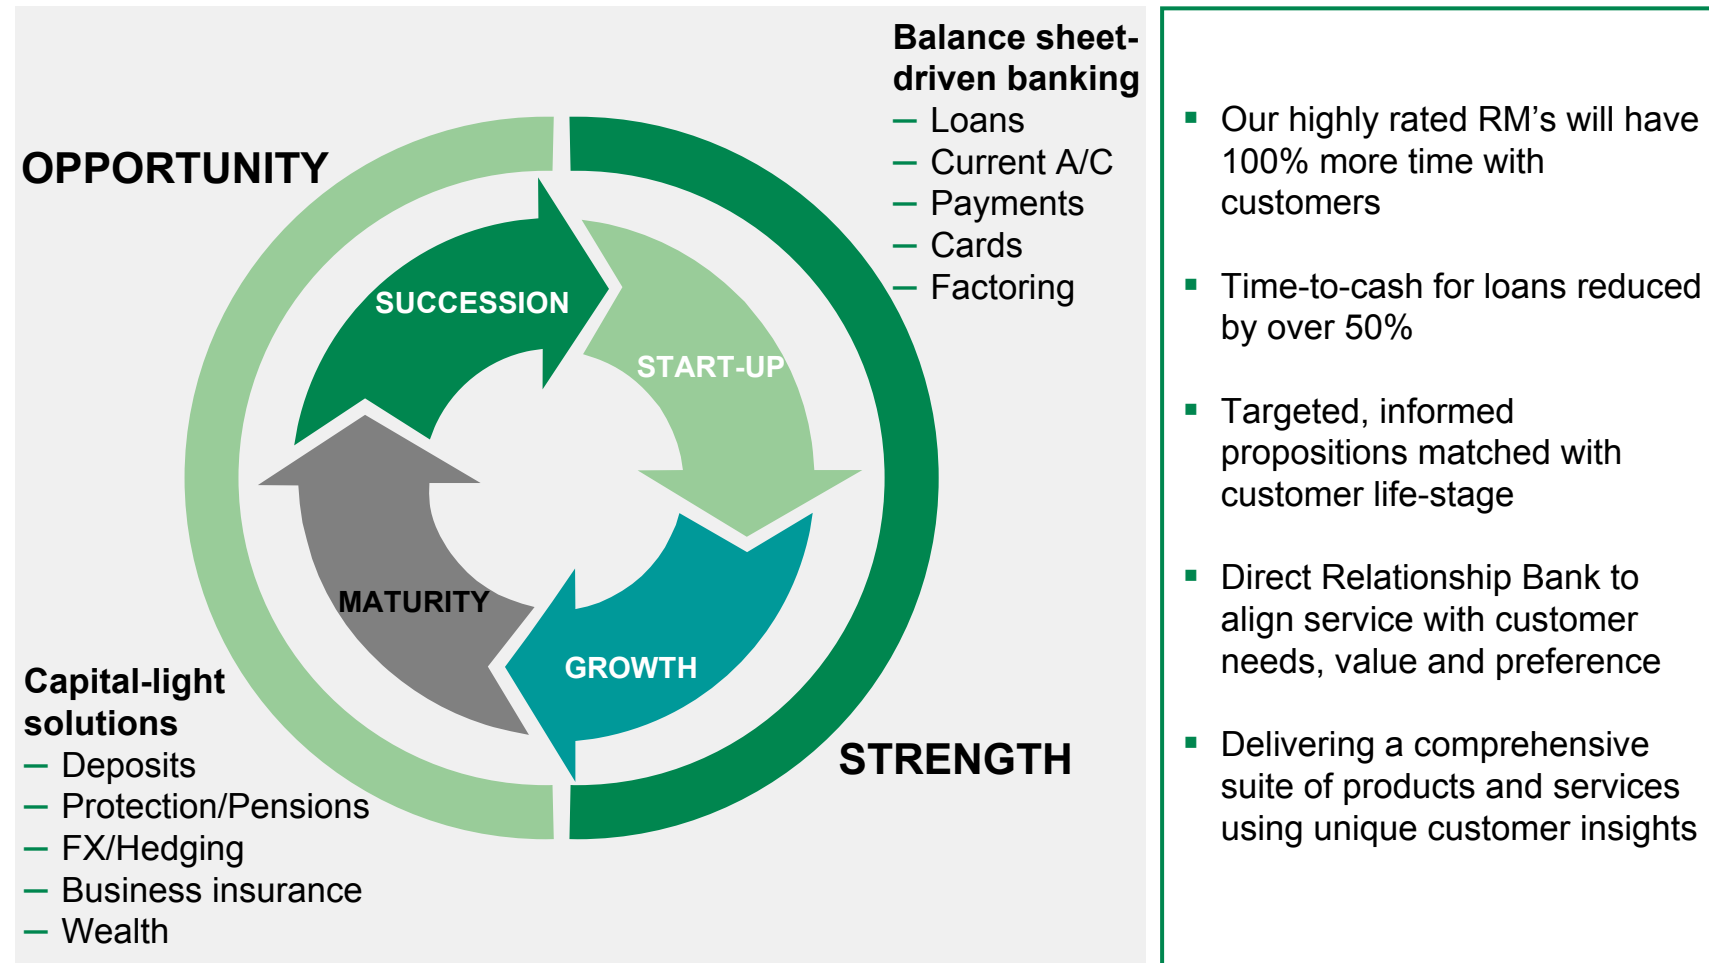 OPPORTUNITY
Balance sheet-
driven banking
— Loans
— Current A/C
— Payments
— Cards
— Factoring
SUCCESSION
START-UP
MATURITY
GROWTH
Capital-light
solutions
— Deposits
— Protection/Pensions
— FX/Hedging
— Business insurance
— Wealth
STRENGTH
▪ Our highly rated RM’s will have
100% more time with
customers
▪ Time-to-cash for loans reduced
by over 50%
▪ Targeted, informed
propositions matched with
customer life-stage
▪ Direct Relationship Bank to
align service with customer
needs, value and preference
▪ Delivering a comprehensive
suite of products and services
using unique customer insights